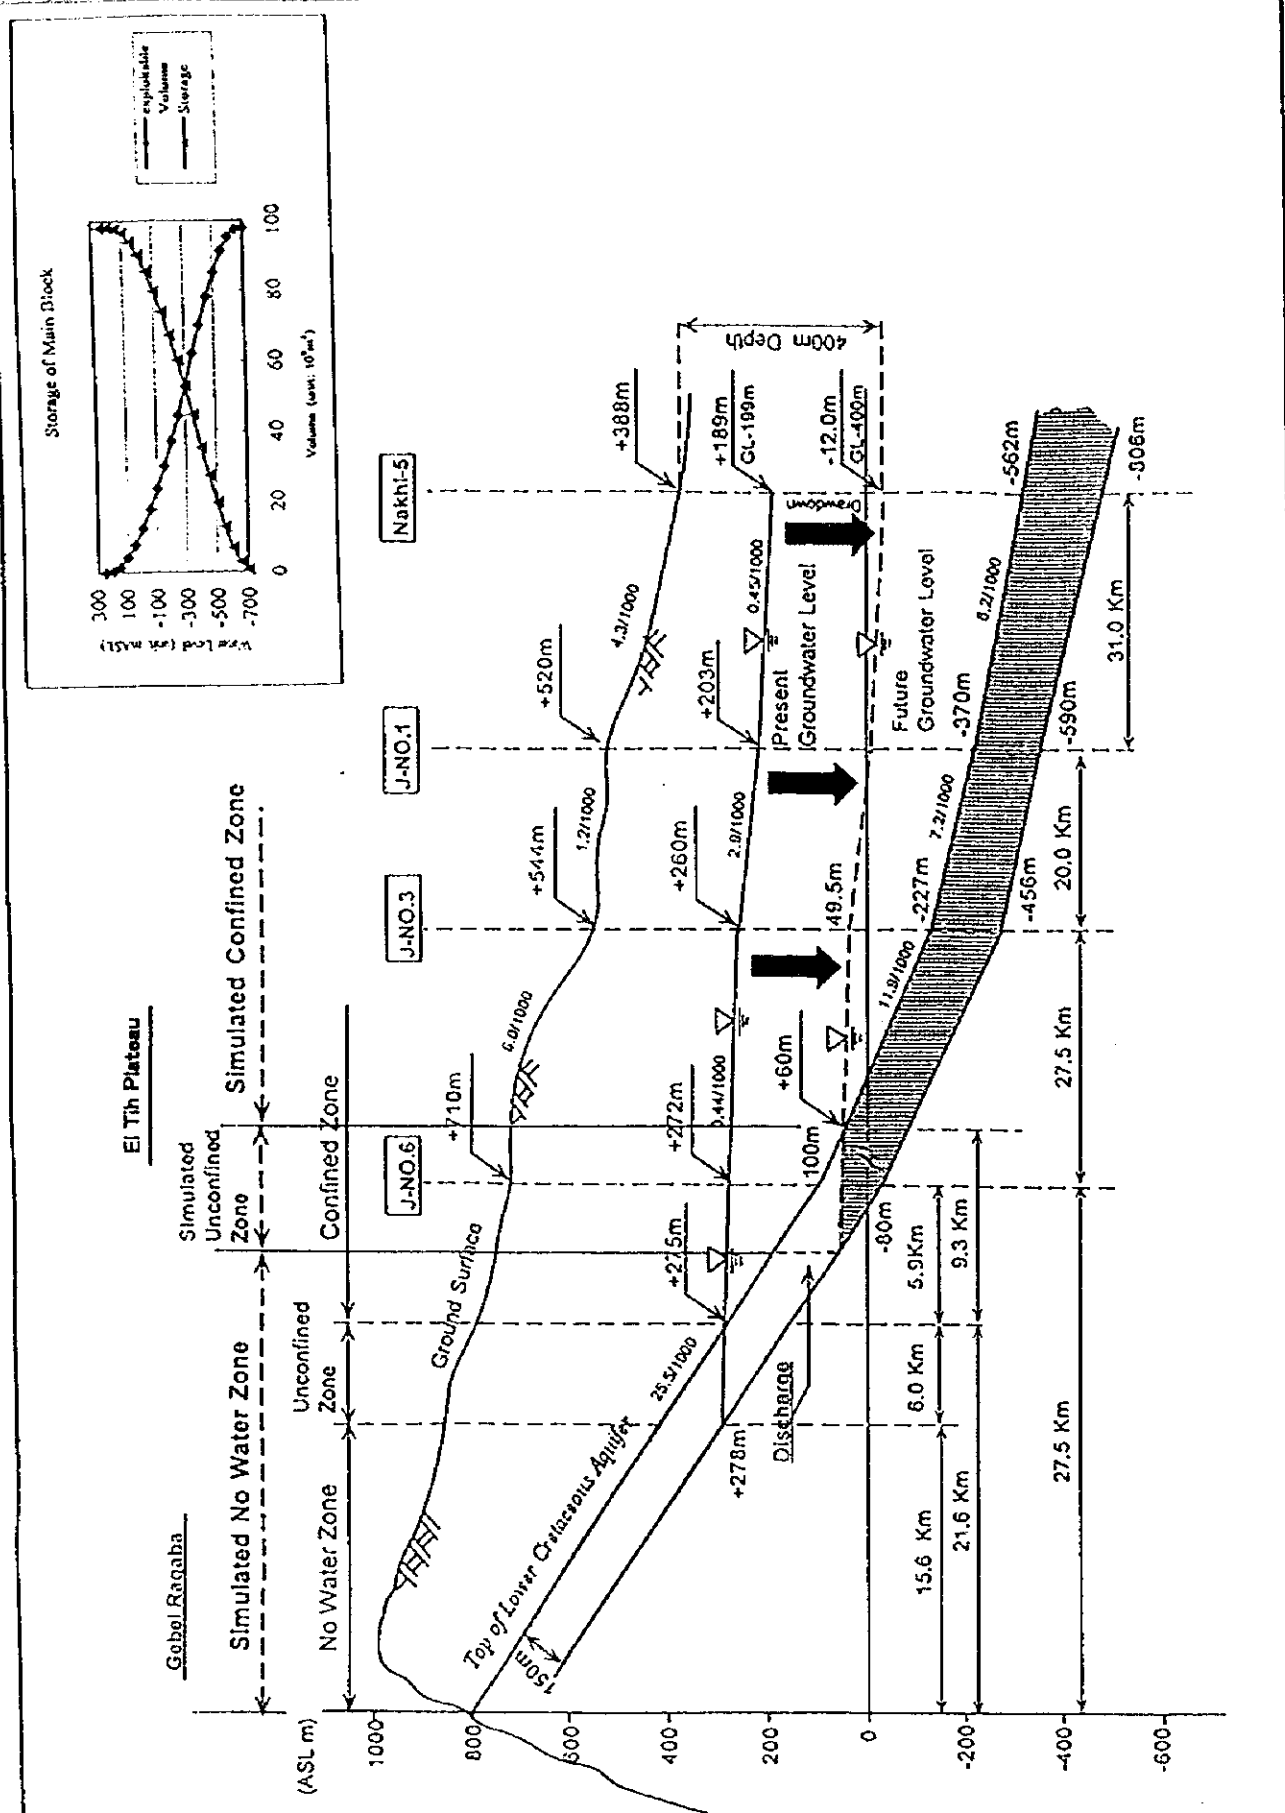 Storage of Main Block
Water Level (unit mASL)
300
100
-100
-300
-500
-700
0
20
40
60
80
100
exploitable
Volume
Storage
Gebel Raqaba
El Tih Plateau
Simulated No Water Zone
Simulated
Unconfined
Zone
Simulated Confined Zone
No Water Zone
Unconfined
Zone
Confined Zone
J-NO.6
J-NO.3
J-NO.1
Nakhl-5
(ASL m)
1000
800
600
400
200
0
-200
-400
-600
Ground Surface
+710m
6.0/1000
+544m
1.2/1000
+520m
4.3/1000
+388m
400m Depth
Top of Lower Cretaceous Aquifer
150m
25.5/1000
+278m
+275m
+272m
0.44/1000
+260m
2.9/1000
+203m
0.45/1000
+189m
GL-199m
Present
Groundwater Level
Drawdown
Discharge
100m
+60m
49.5m
Future
Groundwater Level
-12.0m
GL-400m
-80m
11.9/1000
-227m
7.2/1000
-370m
6.2/1000
-562m
-456m
-590m
-806m
15.6 Km
6.0 Km
5.9Km
21.6 Km
9.3 Km
27.5 Km
27.5 Km
20.0 Km
31.0 Km